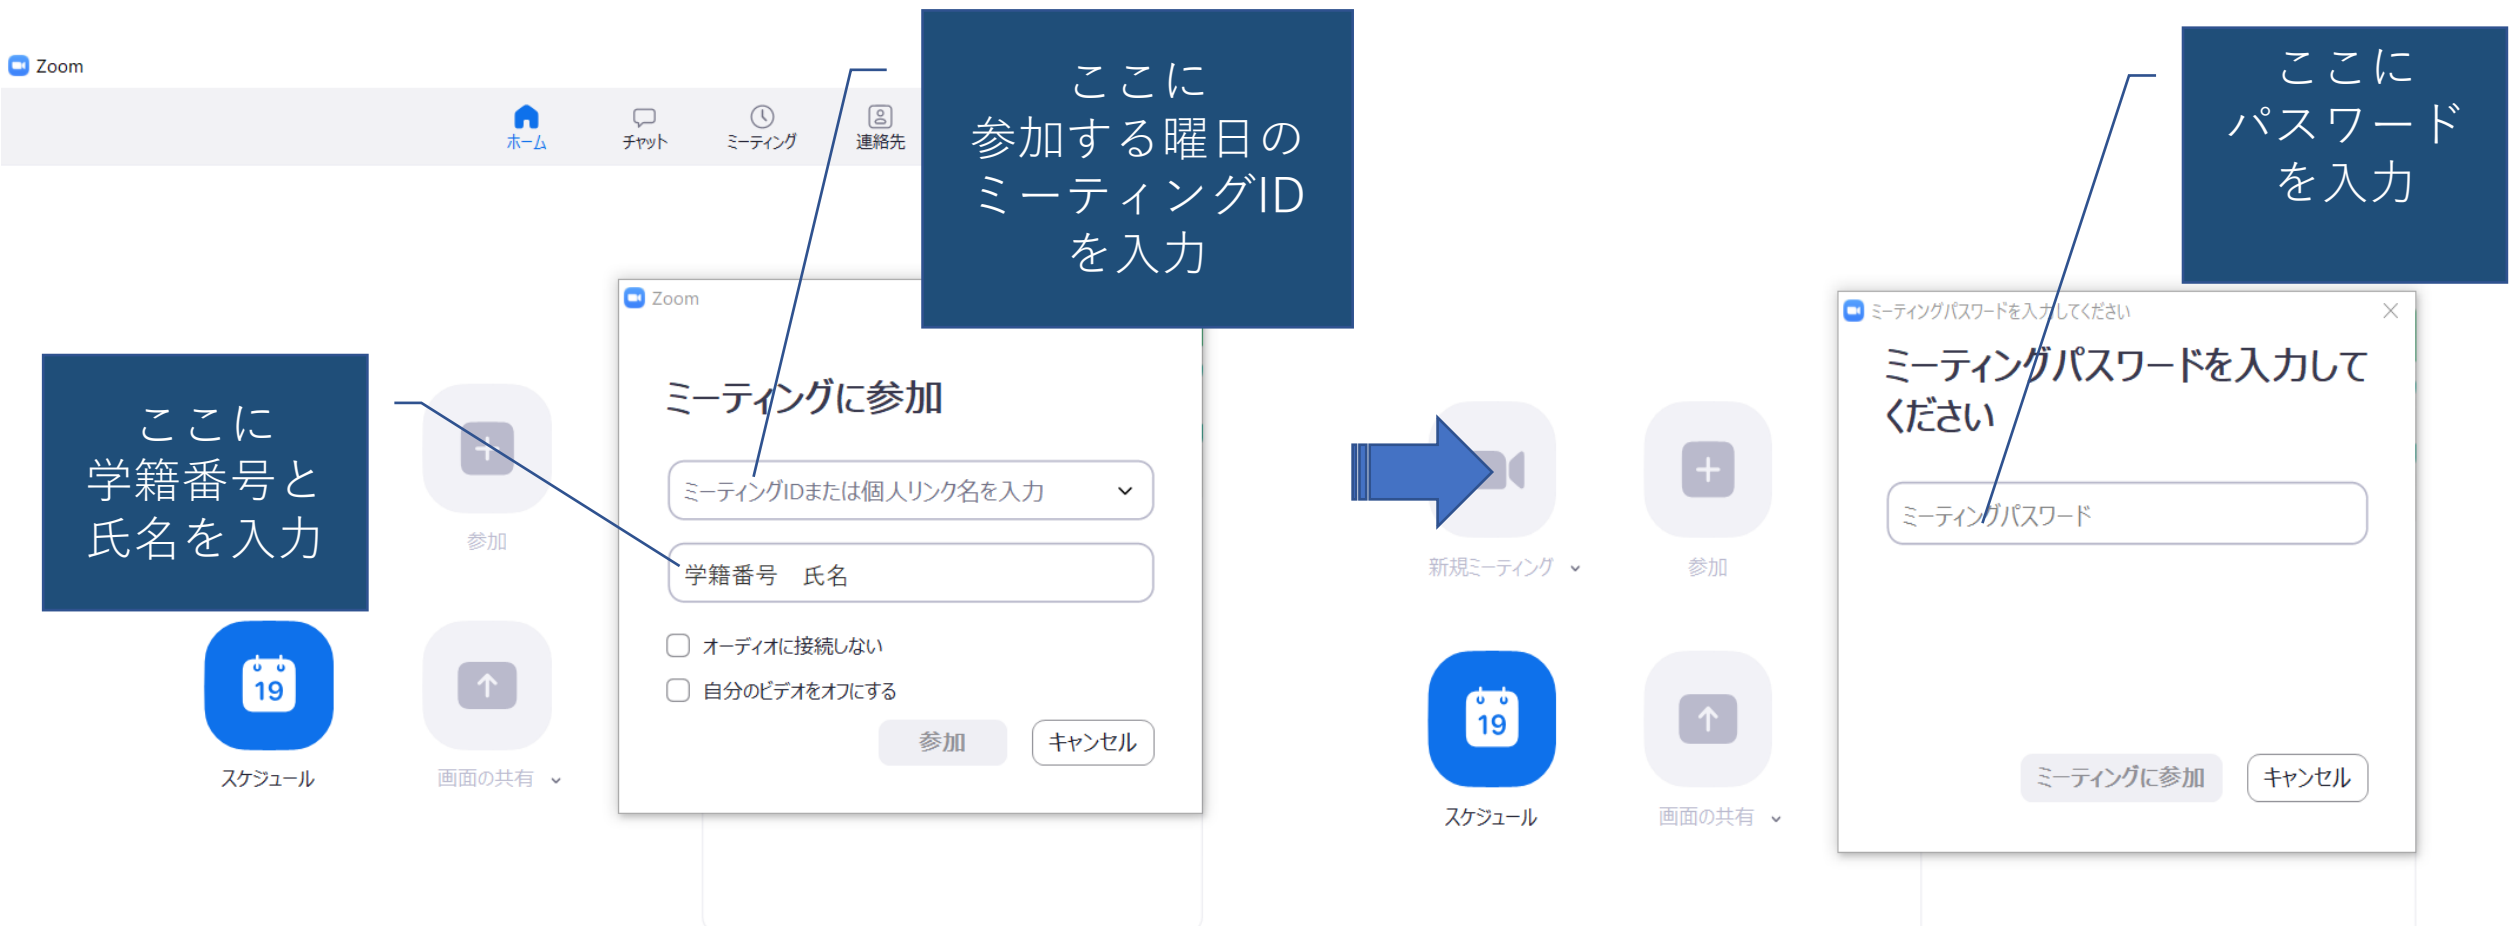 Zoom
ホーム
チャット
ミーティング
連絡先
ここに
参加する曜日の
ミーティングID
を入力
ここに
学籍番号と
氏名を入力
参加
19
スケジュール
画面の共有
Zoom
ミーティングに参加
ミーティングIDまたは個人リンク名を入力
学籍番号　氏名
オーディオに接続しない
自分のビデオをオフにする
参加
キャンセル
ここに
パスワード
を入力
新規ミーティング
参加
19
スケジュール
画面の共有
ミーティングパスワードを入力してください
ミーティングパスワードを入力して
ください
ミーティングパスワード
ミーティングに参加
キャンセル